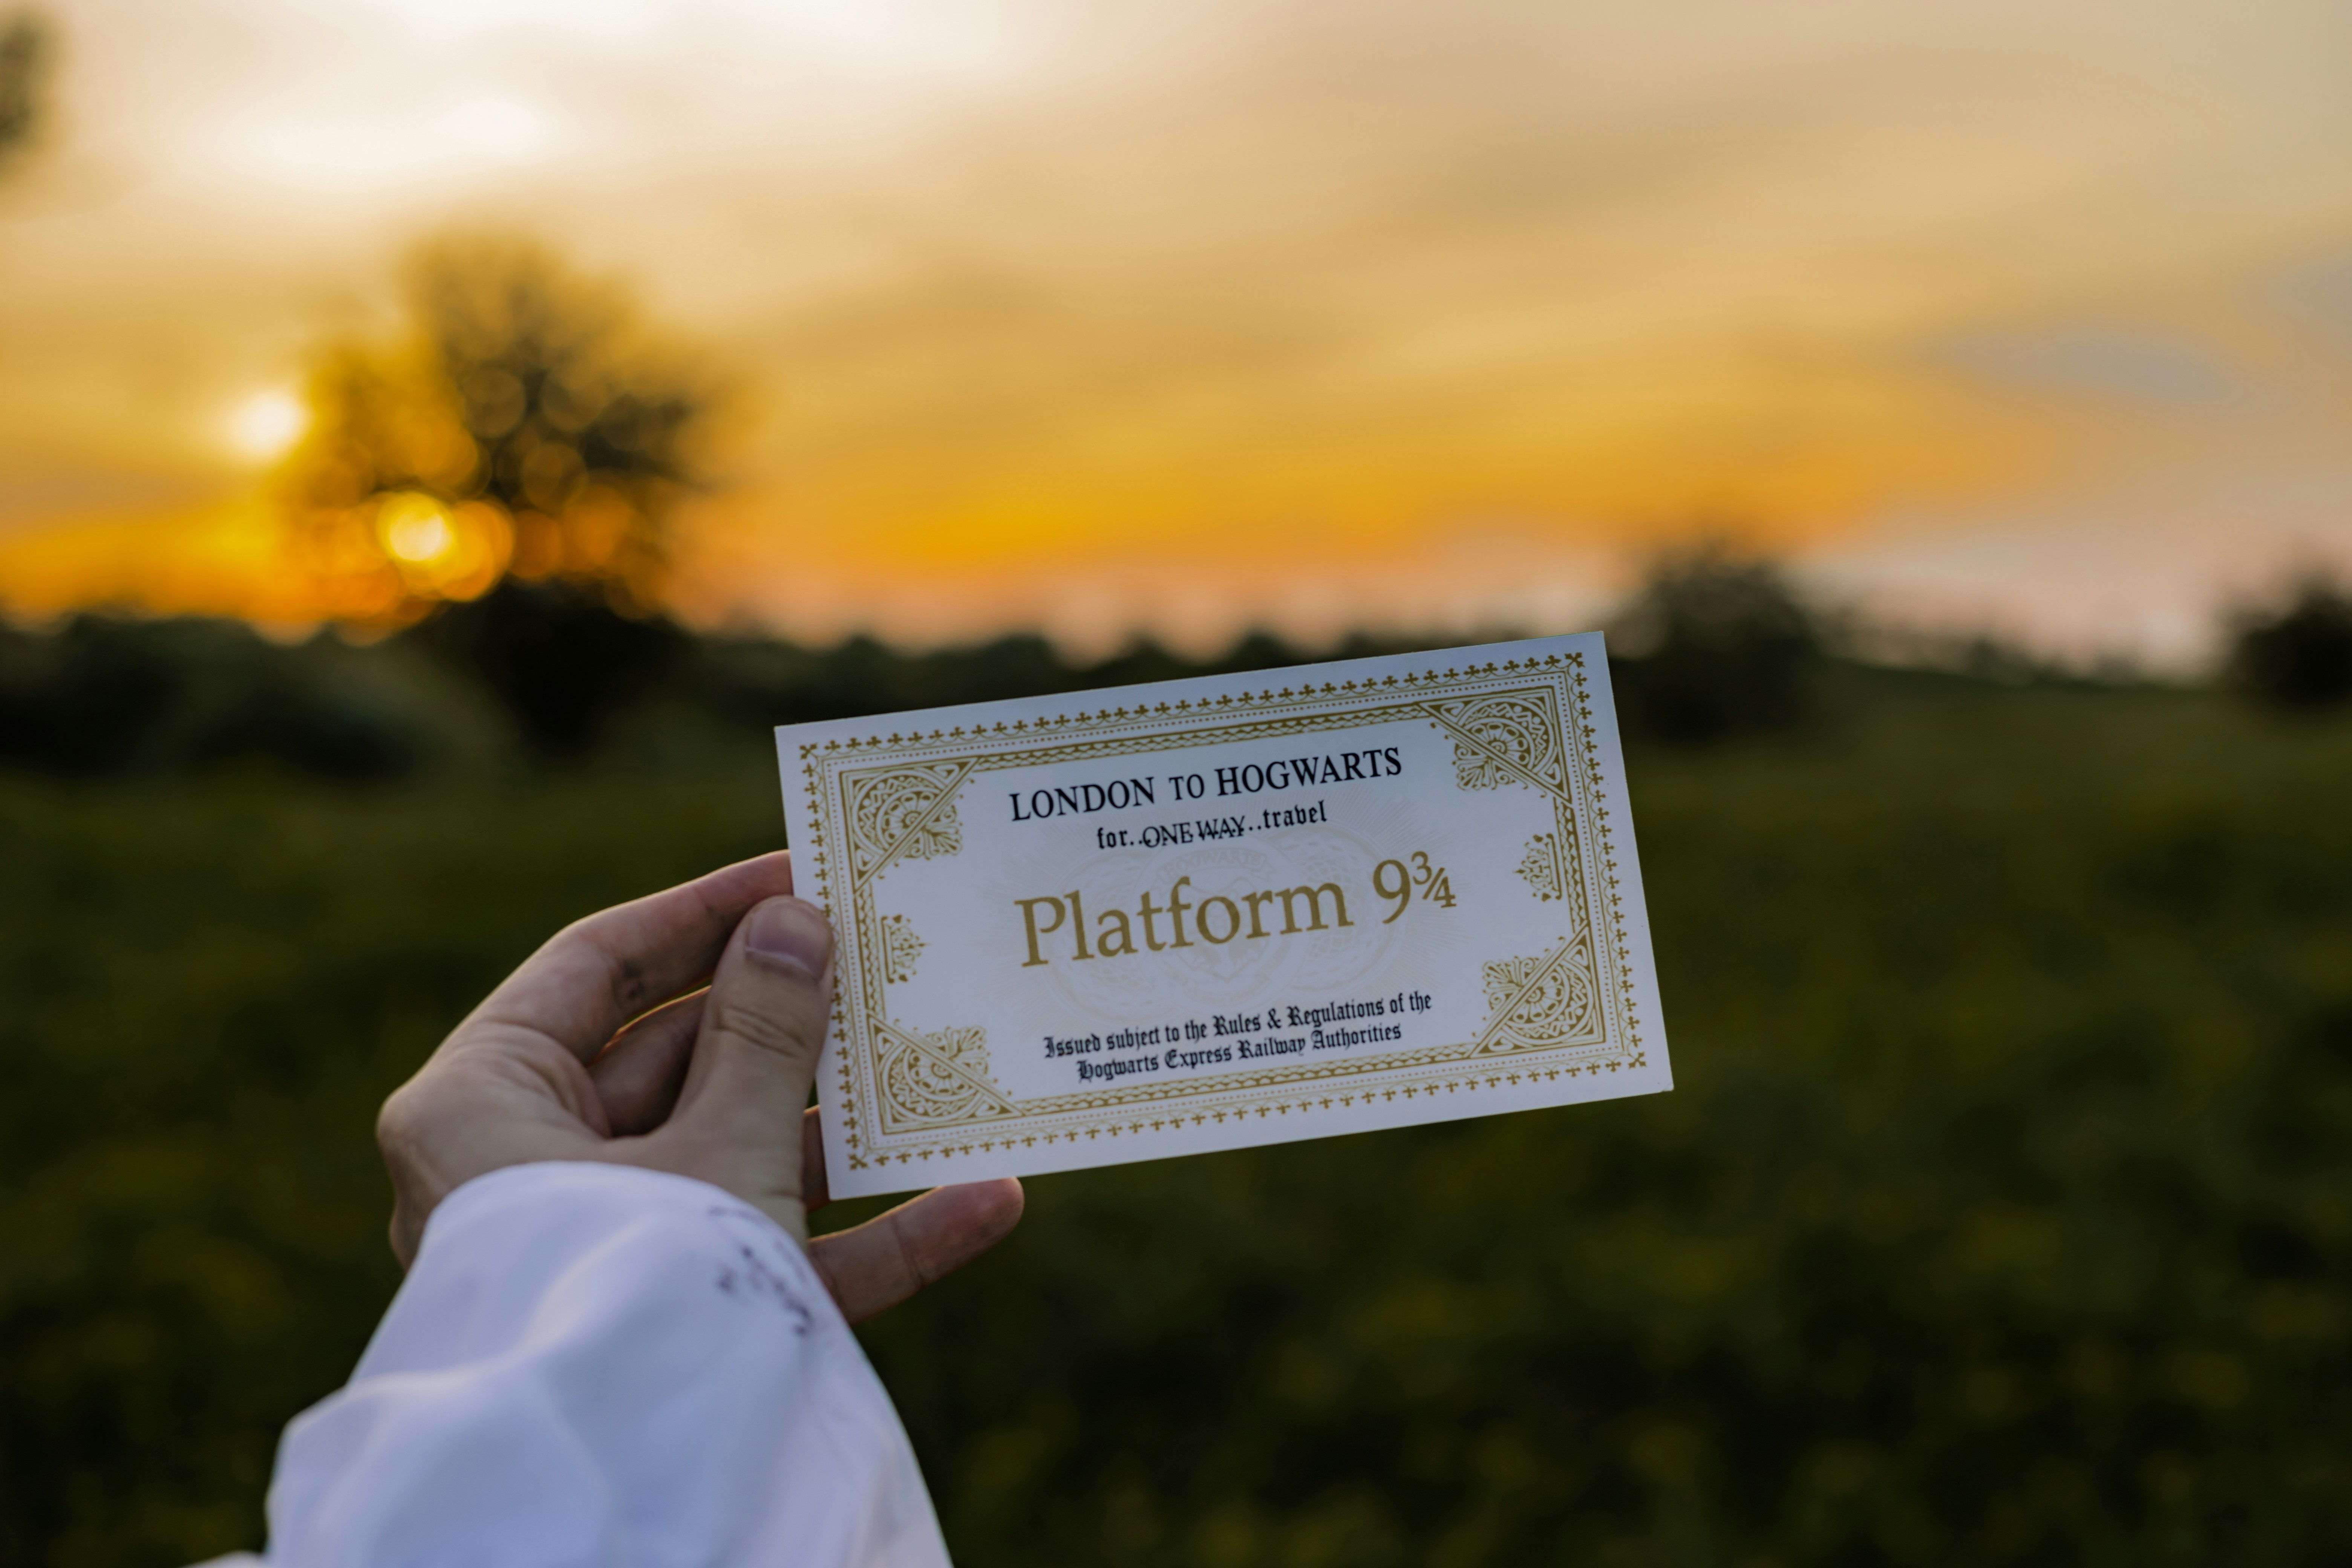 LONDON TO HOGWARTS
for..ONE WAY..travel
Platform 9¾
Issued subject to the Rules & Regulations of the
Hogwarts Express Railway Authorities